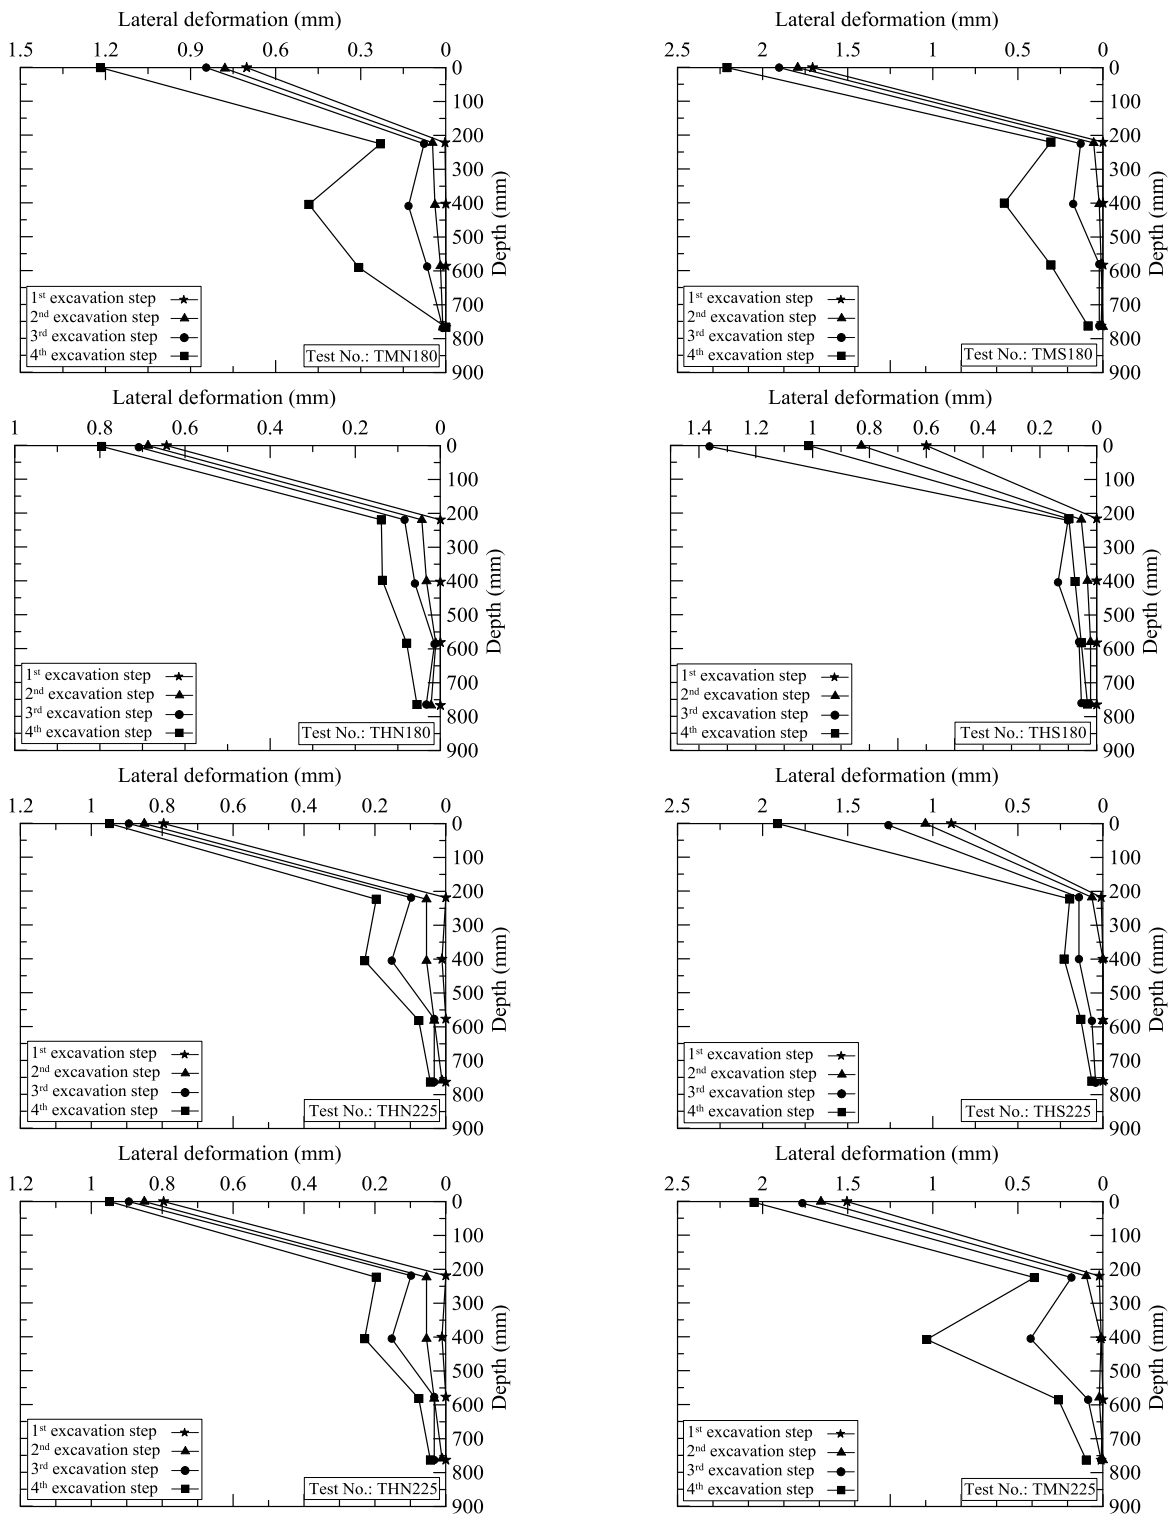 Lateral deformation (mm)
1.5 1.2 0.9 0.6 0.3 0
0
100
200
300
400
500
600
700
800
900
Depth (mm)
1st excavation step
2nd excavation step
3rd excavation step
4th excavation step
Test No.: TMN180
Lateral deformation (mm)
2.5 2 1.5 1 0.5 0
0
100
200
300
400
500
600
700
800
900
Depth (mm)
1st excavation step
2nd excavation step
3rd excavation step
4th excavation step
Test No.: TMS180
Lateral deformation (mm)
1 0.8 0.6 0.4 0.2 0
0
100
200
300
400
500
600
700
800
900
Depth (mm)
1st excavation step
2nd excavation step
3rd excavation step
4th excavation step
Test No.: THN180
Lateral deformation (mm)
1.4 1.2 1 0.8 0.6 0.4 0.2 0
0
100
200
300
400
500
600
700
800
900
Depth (mm)
1st excavation step
2nd excavation step
3rd excavation step
4th excavation step
Test No.: THS180
Lateral deformation (mm)
1.2 1 0.8 0.6 0.4 0.2 0
0
100
200
300
400
500
600
700
800
900
Depth (mm)
1st excavation step
2nd excavation step
3rd excavation step
4th excavation step
Test No.: THN225
Lateral deformation (mm)
2.5 2 1.5 1 0.5 0
0
100
200
300
400
500
600
700
800
900
Depth (mm)
1st excavation step
2nd excavation step
3rd excavation step
4th excavation step
Test No.: THS225
Lateral deformation (mm)
1.2 1 0.8 0.6 0.4 0.2 0
0
100
200
300
400
500
600
700
800
900
Depth (mm)
1st excavation step
2nd excavation step
3rd excavation step
4th excavation step
Test No.: THN225
Lateral deformation (mm)
2.5 2 1.5 1 0.5 0
0
100
200
300
400
500
600
700
800
900
Depth (mm)
1st excavation step
2nd excavation step
3rd excavation step
4th excavation step
Test No.: TMN225